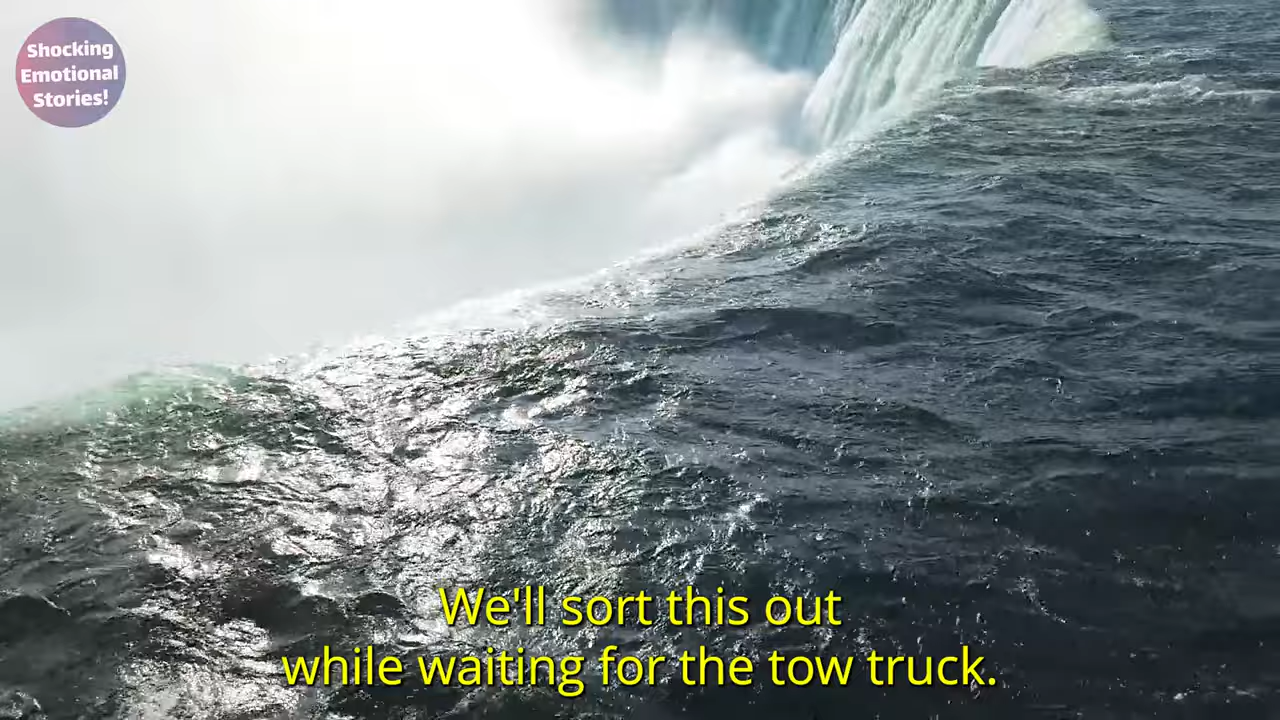 Shocking
Emotional
Stories!
We'll sort this out
while waiting for the tow truck.